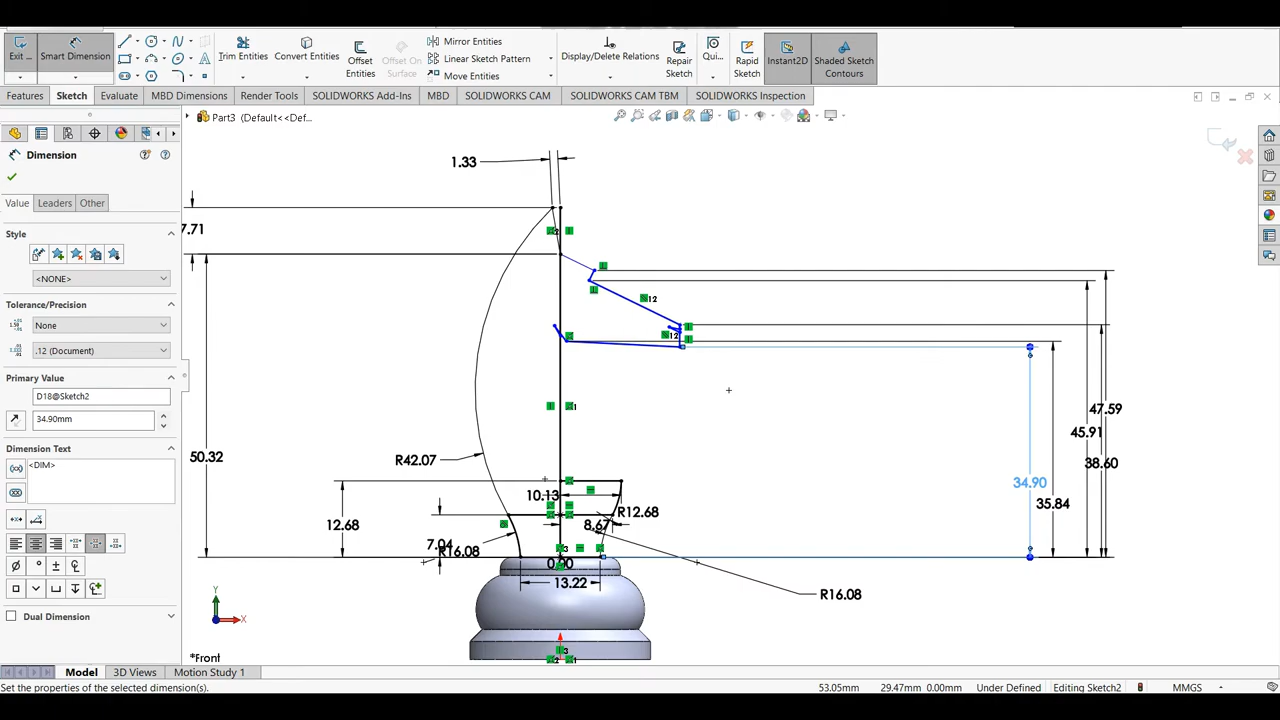 Exit ...
Smart Dimension
Trim Entities
Convert Entities
Offset Entities
Offset On Surface
Mirror Entities
Linear Sketch Pattern
Move Entities
Display/Delete Relations
Repair Sketch
Qui...
Rapid Sketch
Instant2D
Shaded Sketch Contours
Features
Sketch
Evaluate
MBD Dimensions
Render Tools
SOLIDWORKS Add-Ins
MBD
SOLIDWORKS CAM
SOLIDWORKS CAM TBM
SOLIDWORKS Inspection
Part3 (Default<<Def...
Dimension
Value
Leaders
Other
Style
<NONE>
Tolerance/Precision
None
.12 (Document)
Primary Value
D18@Sketch2
34.90mm
Dimension Text
<DIM>
Dual Dimension
1.33
7.71
50.32
R42.07
12.68
7.04
R16.08
10.13
R12.68
8.67
0.00
13.22
R16.08
12
12
47.59
45.91
38.60
34.90
35.84
Y
X
*Front
Model
3D Views
Motion Study 1
Set the properties of the selected dimension(s).
53.05mm
29.47mm
0.00mm
Under Defined
Editing Sketch2
MMGS